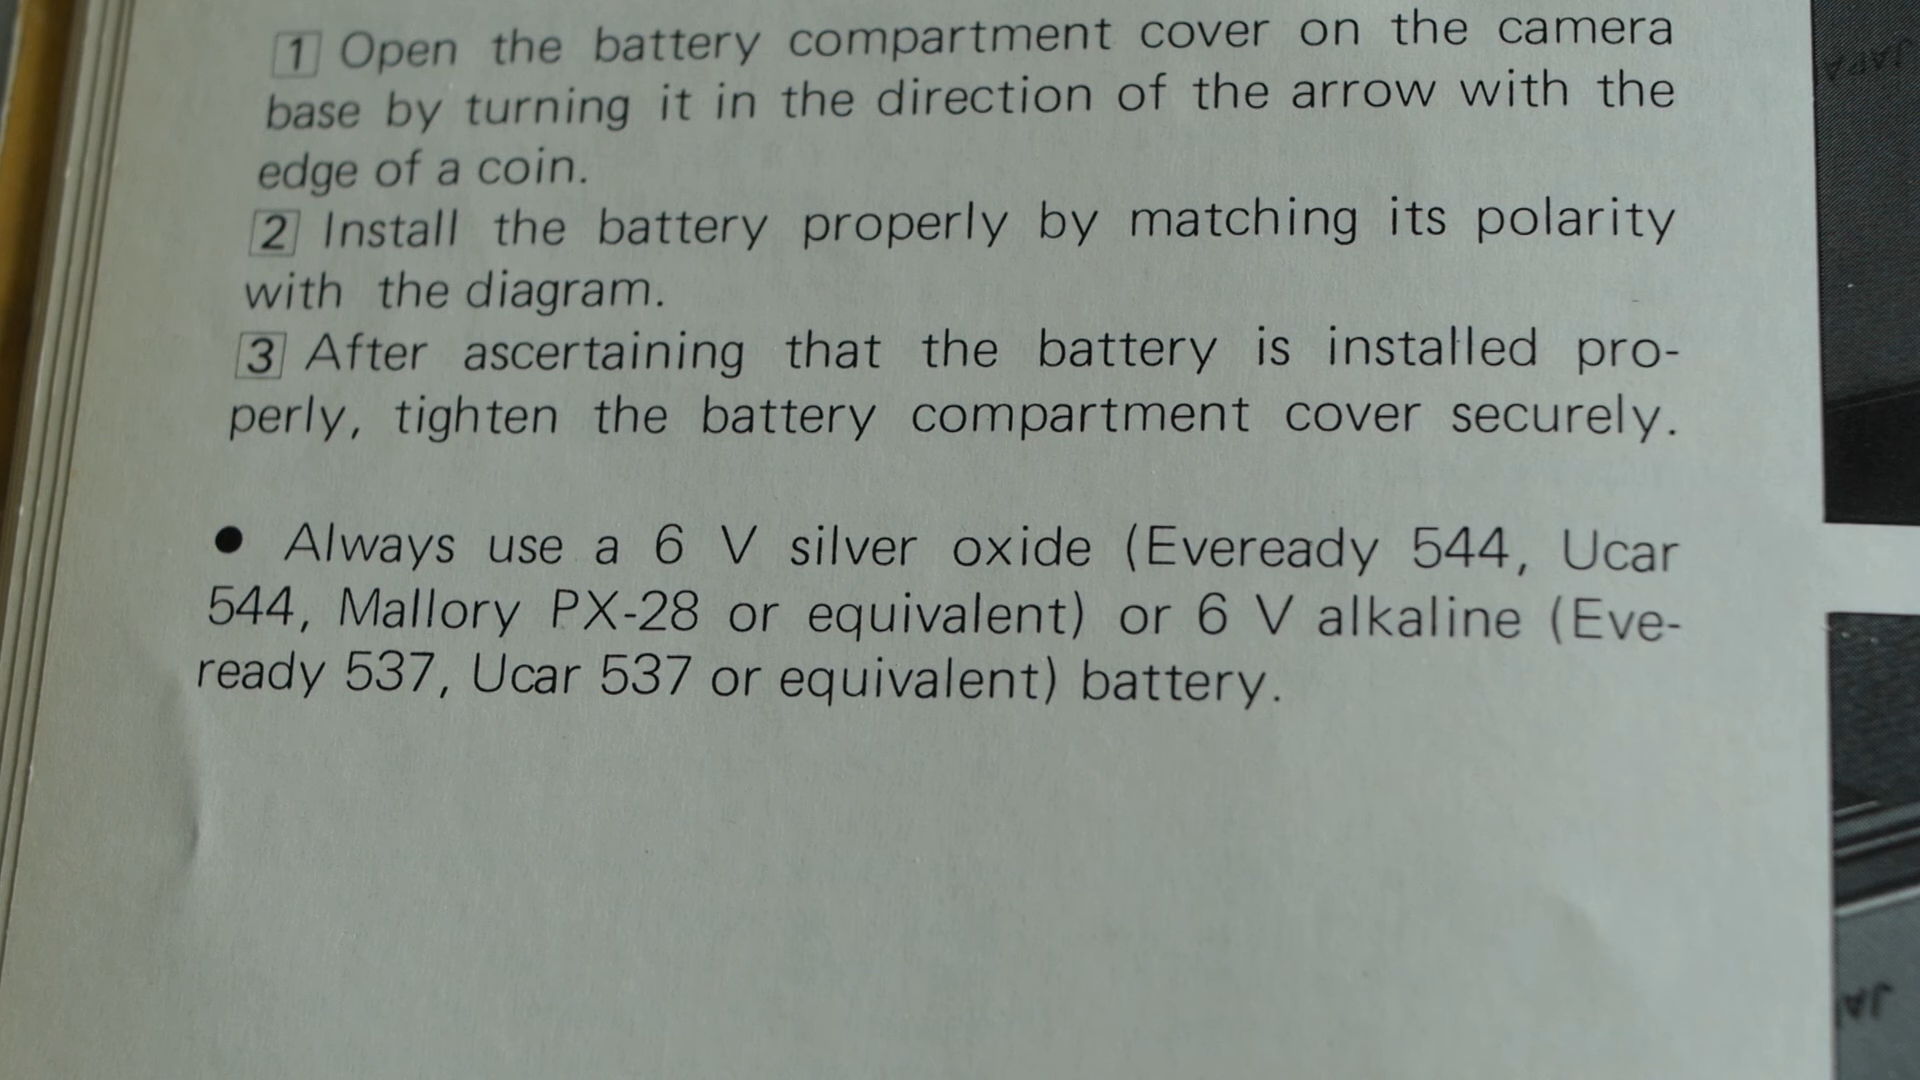 1 Open the battery compartment cover on the camera
base by turning it in the direction of the arrow with the
edge of a coin.
2 Install the battery properly by matching its polarity
with the diagram.
3 After ascertaining that the battery is installed pro-
perly, tighten the battery compartment cover securely.
● Always use a 6 V silver oxide (Eveready 544, Ucar
544, Mallory PX-28 or equivalent) or 6 V alkaline (Eve-
ready 537, Ucar 537 or equivalent) battery.